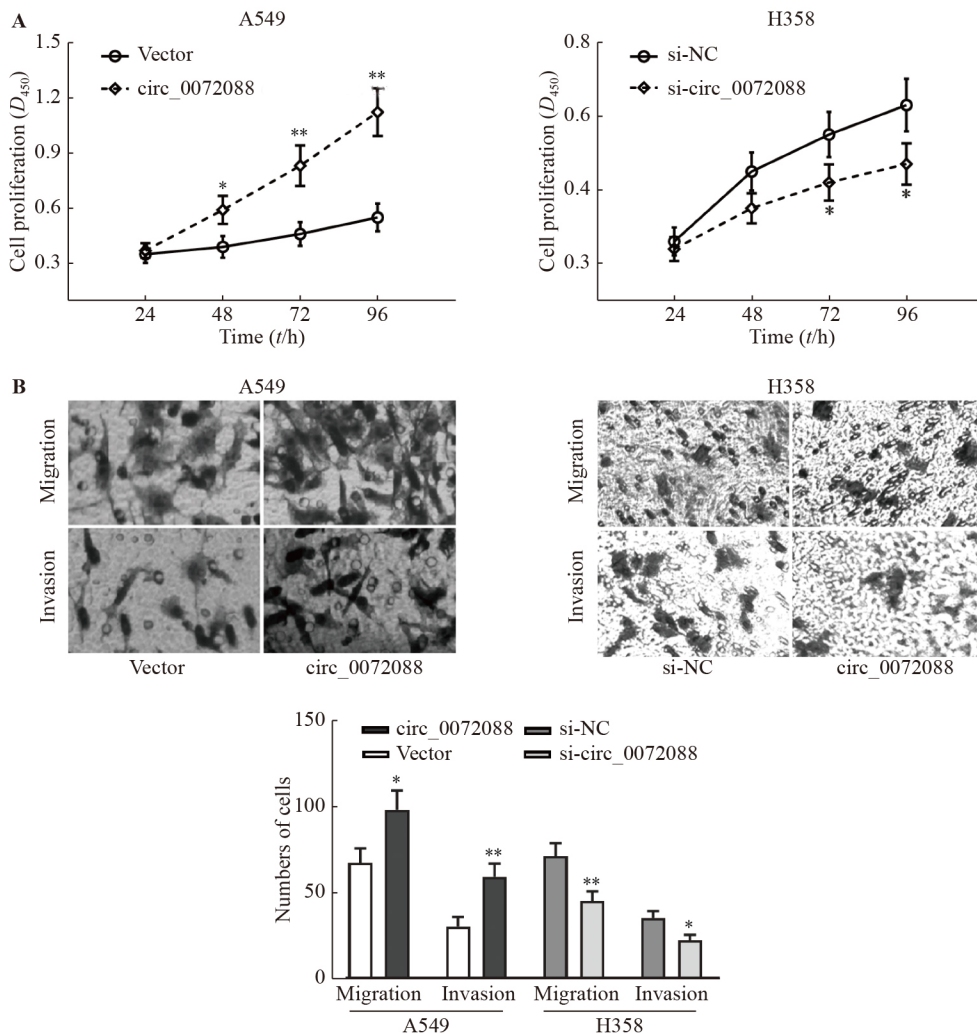 A
A549
H358
1.5
1.2
0.9
0.6
0.3
Cell proliferation (D450)
Vector
circ_0072088
*
**
**
24 48 72 96
Time (t/h)
0.8
0.6
0.4
0.3
Cell proliferation (D450)
si-NC
si-circ_0072088
*
*
24 48 72 96
Time (t/h)
B
A549
H358
Migration
Invasion
Vector circ_0072088
Migration
Invasion
si-NC circ_0072088
150
100
50
0
Numbers of cells
circ_0072088 si-NC
Vector si-circ_0072088
*
**
**
*
Migration Invasion Migration Invasion
A549 H358